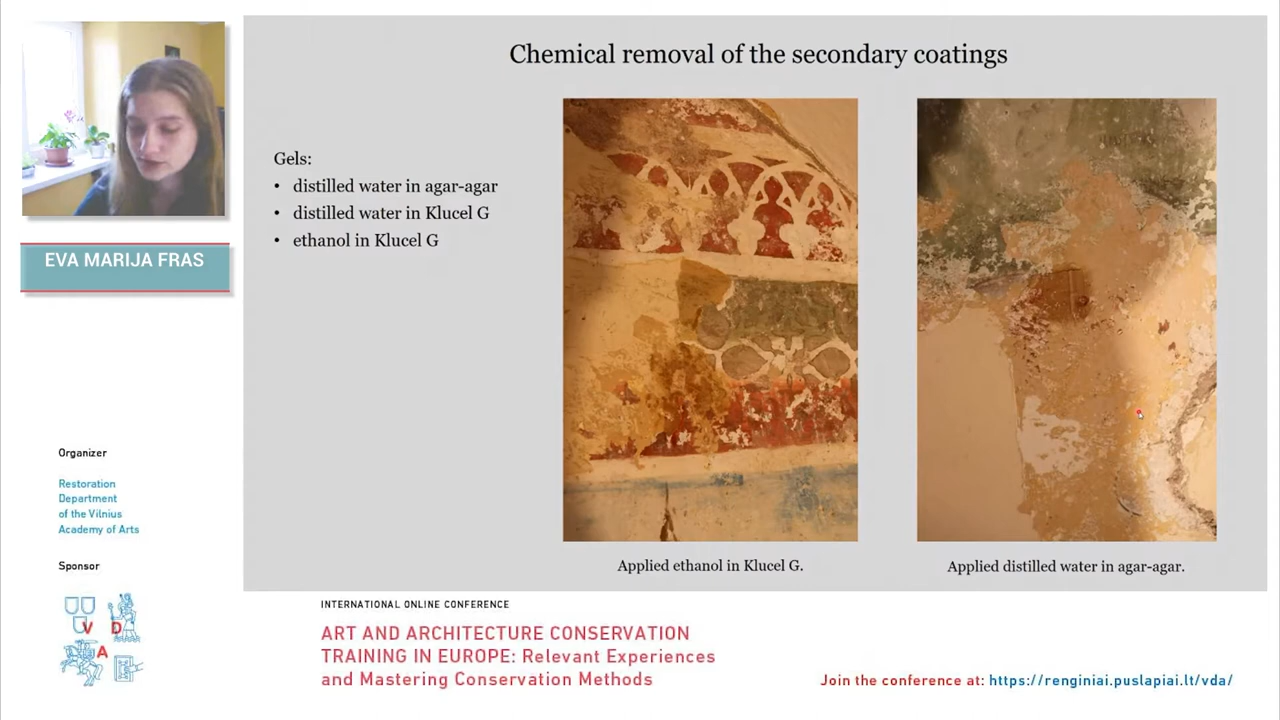 Chemical removal of the secondary coatings
Gels:
• distilled water in agar-agar
• distilled water in Klucel G
• ethanol in Klucel G
Applied ethanol in Klucel G.
Applied distilled water in agar-agar.
EVA MARIJA FRAS
Organizer
Restoration
Department
of the Vilnius
Academy of Arts
Sponsor
V D
A
INTERNATIONAL ONLINE CONFERENCE
ART AND ARCHITECTURE CONSERVATION
TRAINING IN EUROPE: Relevant Experiences
and Mastering Conservation Methods
Join the conference at: https://renginiai.puslapiai.lt/vda/